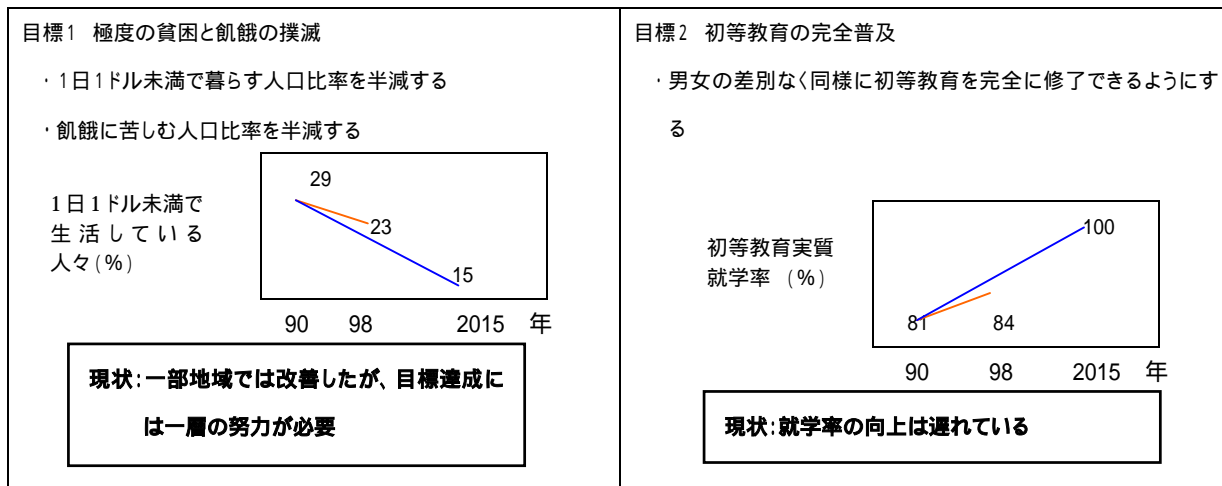 目標1 極度の貧困と飢餓の撲滅
・1日1ドル未満で暮らす人口比率を半減する
・飢餓に苦しむ人口比率を半減する
1日1ドル未満で
生活している
人々(%)
29
23
15
90 98 2015 年
現状:一部地域では改善したが、目標達成に
は一層の努力が必要
目標2 初等教育の完全普及
・男女の差別なく同様に初等教育を完全に修了できるようにす
る
初等教育実質
就学率 (%)
100
81 84
90 98 2015 年
現状:就学率の向上は遅れている